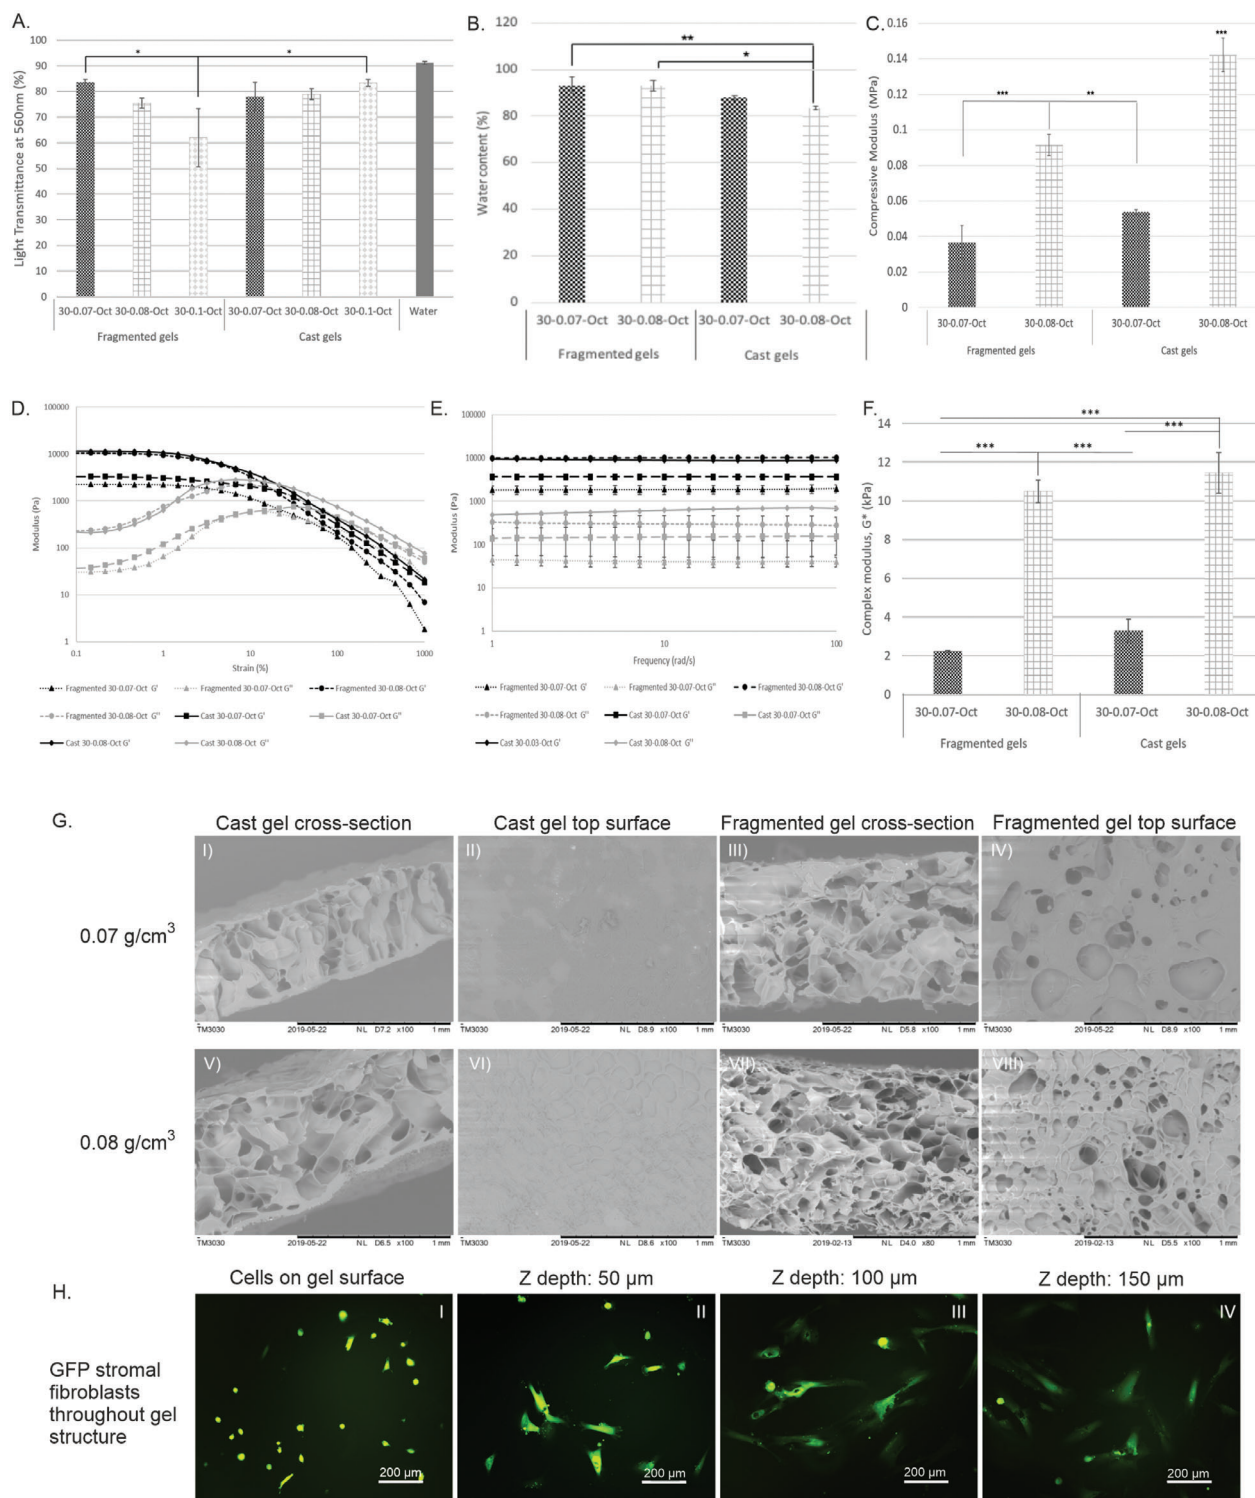 A.
Light Transmittance at 560nm (%)
100
90
80
70
60
50
40
30
20
10
0
*
*
30-0.07-Oct 30-0.08-Oct 30-0.1-Oct 30-0.07-Oct 30-0.08-Oct 30-0.1-Oct Water
Fragmented gels Cast gels
B.
Water content (%)
120
100
80
60
40
20
0
**
*
30-0.07-Oct 30-0.08-Oct 30-0.07-Oct 30-0.08-Oct
Fragmented gels Cast gels
C.
Compressive Modulus (MPa)
0.16
0.14
0.12
0.1
0.08
0.06
0.04
0.02
0
***
**
***
30-0.07-Oct 30-0.08-Oct 30-0.07-Oct 30-0.08-Oct
Fragmented gels Cast gels
D.
Modulus (Pa)
100000
10000
1000
100
10
1
0.1 1 10 100 1000
Strain (%)
Fragmented 30-0.07-Oct G' Fragmented 30-0.07-Oct G'' Fragmented 30-0.08-Oct G'
Fragmented 30-0.08-Oct G'' Cast 30-0.07-Oct G' Cast 30-0.07-Oct G''
Cast 30-0.08-Oct G' Cast 30-0.08-Oct G''
E.
Modulus (Pa)
100000
10000
1000
100
10
1
1 10 100
Frequency (rad/s)
Fragmented 30-0.07-Oct G' Fragmented 30-0.07-Oct G'' Fragmented 30-0.08-Oct G'
Fragmented 30-0.08-Oct G'' Cast 30-0.07-Oct G' Cast 30-0.07-Oct G''
Cast 30-0.03-Oct G' Cast 30-0.08-Oct G''
F.
Complex modulus, G* (kPa)
14
12
10
8
6
4
2
0
***
***
***
***
30-0.07-Oct 30-0.08-Oct 30-0.07-Oct 30-0.08-Oct
Fragmented gels Cast gels
G.
Cast gel cross-section Cast gel top surface Fragmented gel cross-section Fragmented gel top surface
0.07 g/cm³
I) II) III) IV)
TM3030 2019-05-22 NL D7.2 x100 1 mm
TM3030 2019-05-22 NL D8.9 x100 1 mm
TM3030 2019-05-22 NL D5.8 x100 1 mm
TM3030 2019-05-22 NL D8.9 x100 1 mm
0.08 g/cm³
V) VI) VII) VIII)
TM3030 2019-05-22 NL D6.5 x100 1 mm
TM3030 2019-05-22 NL D8.6 x100 1 mm
TM3030 2019-02-13 NL D4.0 x80 1 mm
TM3030 2019-02-13 NL D5.5 x100 1 mm
H.
Cells on gel surface Z depth: 50 µm Z depth: 100 µm Z depth: 150 µm
GFP stromal
fibroblasts
throughout gel
structure
I II III IV
200 µm 200 µm 200 µm 200 µm